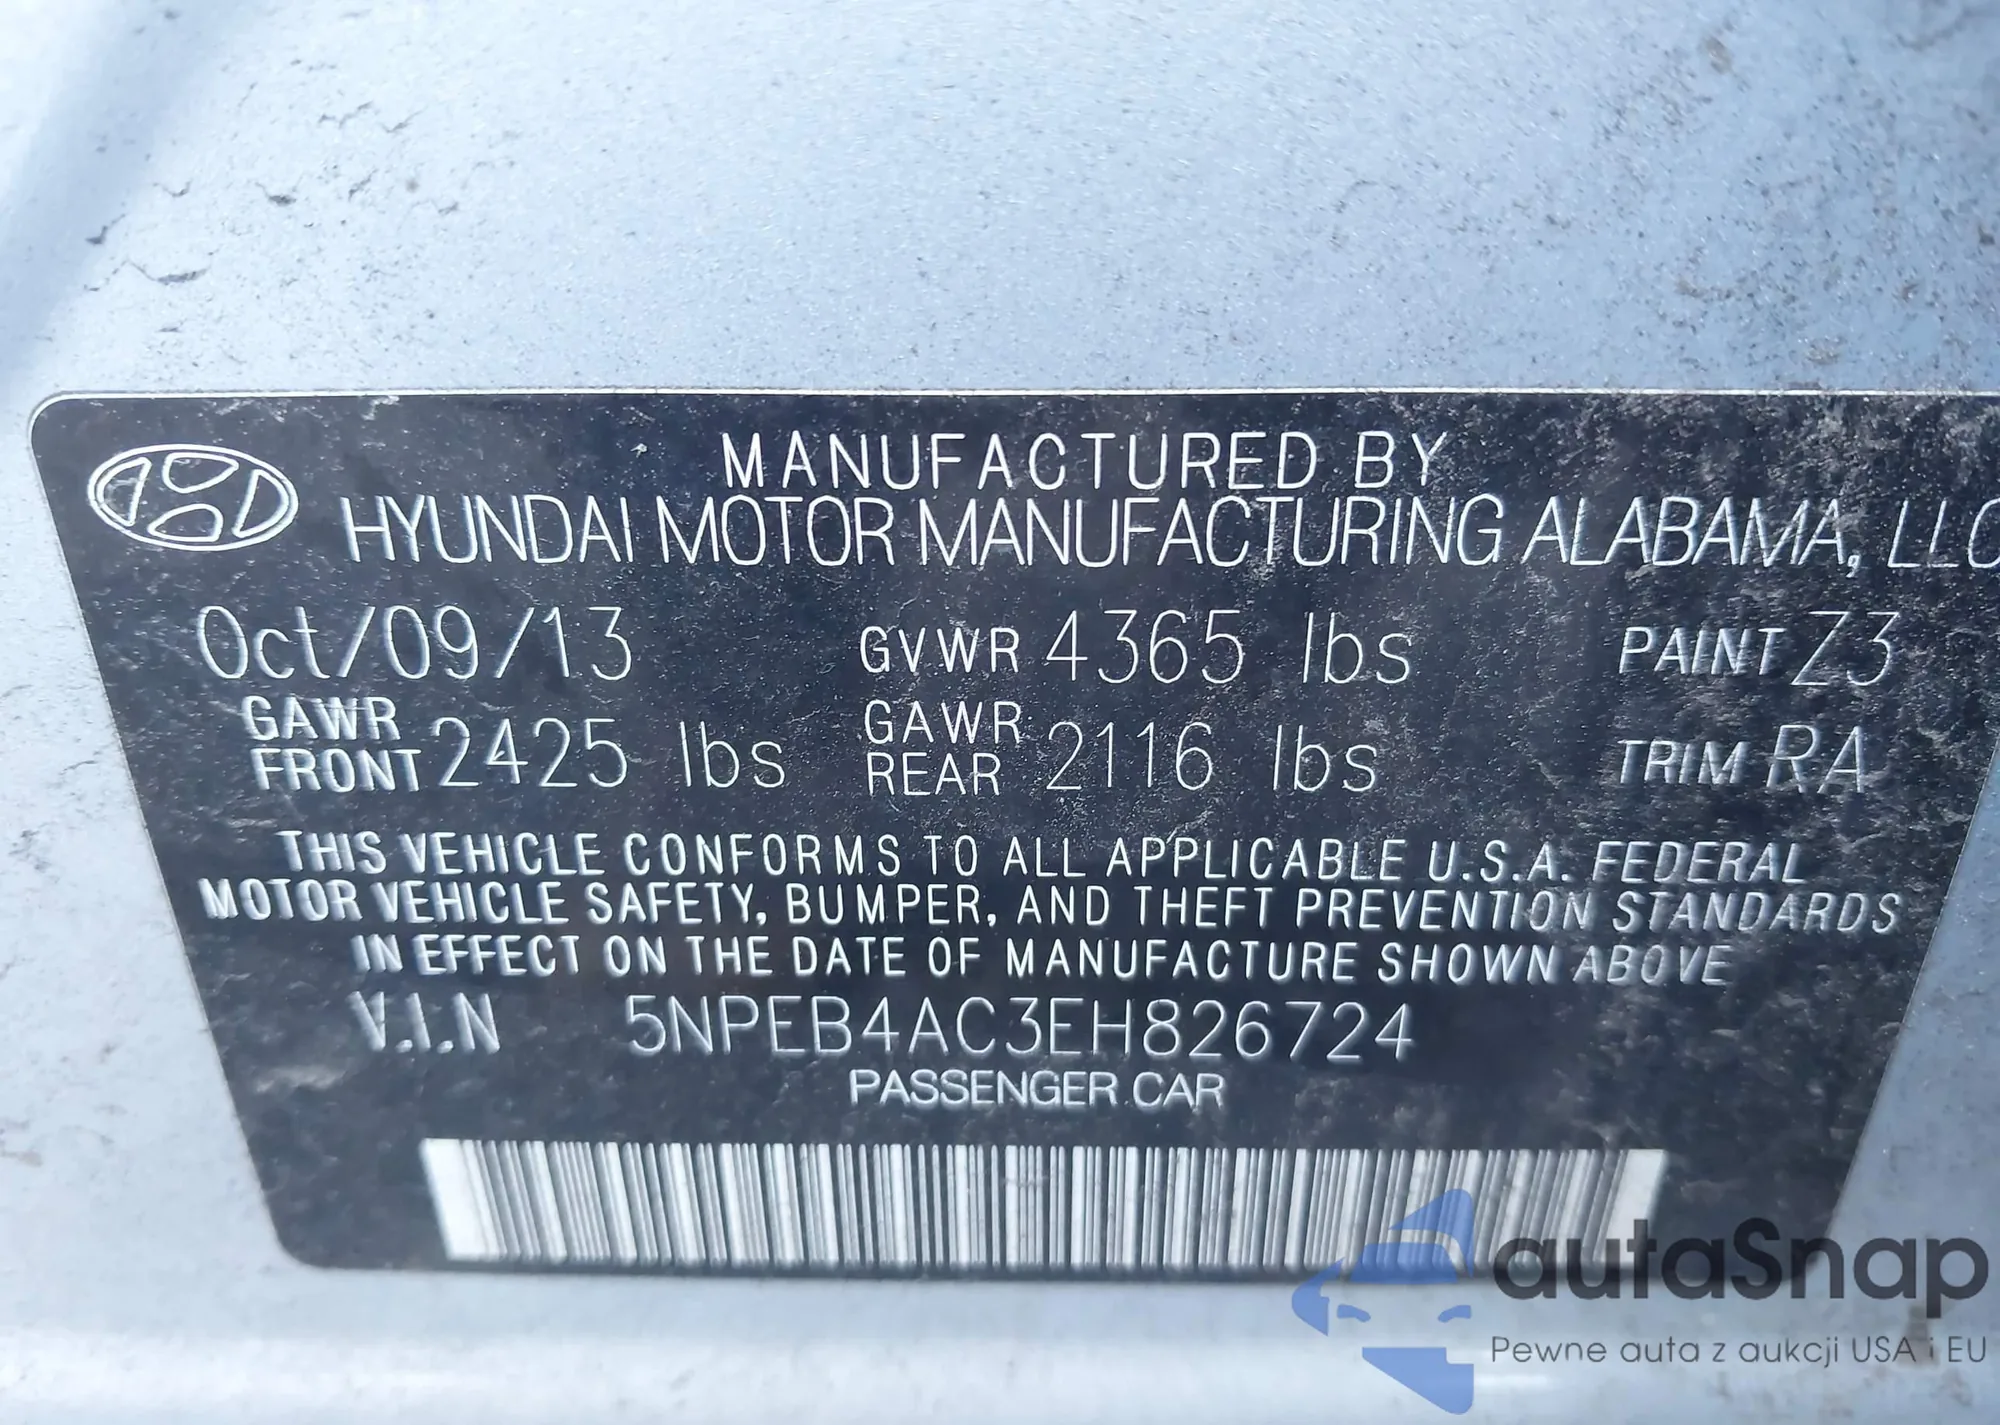 MANUFACTURED BY
HYUNDAI MOTOR MANUFACTURING ALABAMA, LLC
Oct/09/13 GVWR 4365 lbs PAINT Z3
GAWR FRONT 2425 lbs GAWR REAR 2116 lbs TRIM RA
THIS VEHICLE CONFORMS TO ALL APPLICABLE U.S.A. FEDERAL
MOTOR VEHICLE SAFETY, BUMPER, AND THEFT PREVENTION STANDARDS
IN EFFECT ON THE DATE OF MANUFACTURE SHOWN ABOVE
V.I.N 5NPEB4AC3EH826724
PASSENGER CAR
autaSnap
Pewne auta z aukcji USA i EU